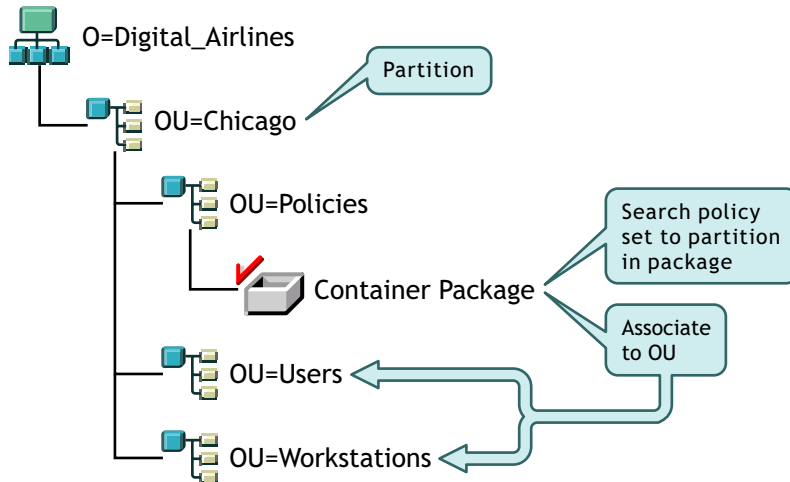 O=Digital_Airlines
Partition
OU=Chicago
OU=Policies
Search policy
set to partition
in package
Container Package
Associate
to OU
OU=Users
OU=Workstations